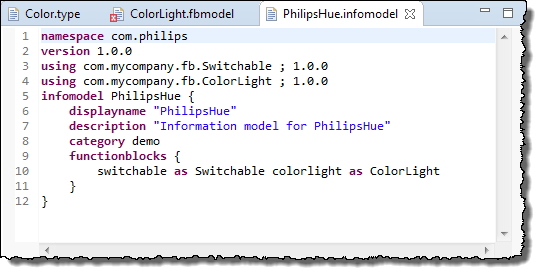 Color.type ColorLight.fbmodel PhilipsHue.infomodel
1 namespace com.philips
2 version 1.0.0
3 using com.mycompany.fb.Switchable ; 1.0.0
4 using com.mycompany.fb.ColorLight ; 1.0.0
5 infomodel PhilipsHue {
6 displayname "PhilipsHue"
7 description "Information model for PhilipsHue"
8 category demo
9 functionblocks {
10 switchable as Switchable colorlight as ColorLight
11 }
12 }